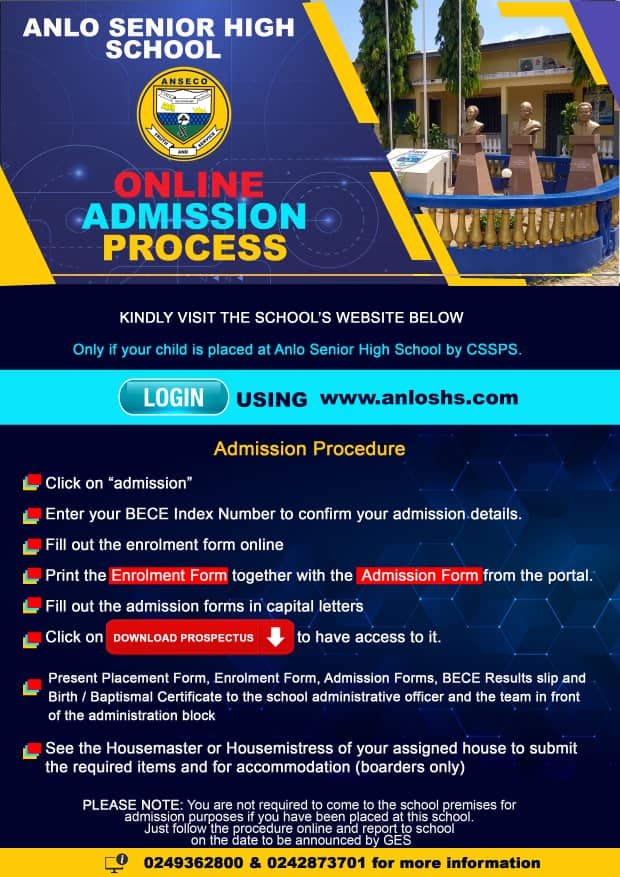 ANLO SENIOR HIGH
SCHOOL
ANSECO
TRUTH AND SERVICE
ONLINE
ADMISSION
PROCESS
KINDLY VISIT THE SCHOOL'S WEBSITE BELOW
Only if your child is placed at Anlo Senior High School by CSSPS.
LOGIN USING www.anloshs.com
Admission Procedure
Click on “admission”
Enter your BECE Index Number to confirm your admission details.
Fill out the enrolment form online
Print the Enrolment Form together with the Admission Form from the portal.
Fill out the admission forms in capital letters
Click on DOWNLOAD PROSPECTUS to have access to it.
Present Placement Form, Enrolment Form, Admission Forms, BECE Results slip and
Birth / Baptismal Certificate to the school administrative officer and the team in front
of the administration block
See the Housemaster or Housemistress of your assigned house to submit
the required items and for accommodation (boarders only)
PLEASE NOTE: You are not required to come to the school premises for
admission purposes if you have been placed at this school.
Just follow the procedure online and report to school
on the date to be announced by GES
0249362800 & 0242873701 for more information